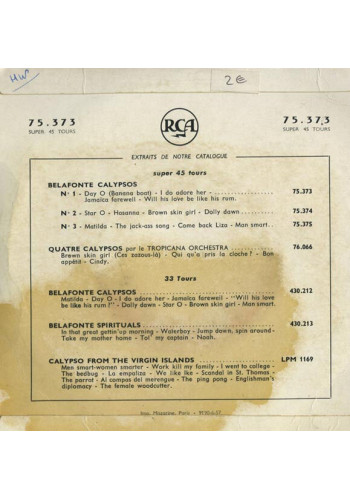 HW
2€
75.373
SUPER 45 TOURS
RCA
75.373
SUPER 45 TOURS
EXTRAITS DE NOTRE CATALOGUE
super 45 tours
BELAFONTE CALYPSOS
N° 1 - Day O (Banana boat) - I do adore her - 75.373
Jamaica farewell - Will his love be like his rum.
N° 2 - Star O - Hosanna - Brown skin girl - Dolly dawn 75.374
N° 3 - Matilda - The jack-ass song - Come back Liza - Man smart. 75.375
QUATRE CALYPSOS par le TROPICANA ORCHESTRA 76.066
Brown skin girl (Ces zazous-là) - Qui qu'a pris la cloche ? - Bon
appétit - Cindy.
33 Tours
BELAFONTE CALYPSOS 430.212
Matilda - Day O - I do adore her - Jamaica farewell - "Will his love
be like his rum !" - Dolly dawn - Star O - Brown skin girl - Man smart.
BELAFONTE SPIRITUALS 430.213
In that great gettin'up morning - Waterboy - Jump down, spin around -
Take my mother home - Tol' my captain - Noah.
CALYPSO FROM THE VIRGIN ISLANDS LPM 1169
Men smart-women smarter - Work kill my family - I went to college -
The bedbug - La empaliza - We like Ike - Scandal in St. Thomas -
The parrot - Al compas del merengue - The ping pong - Englishman's
diplomacy - The female woodcutter.